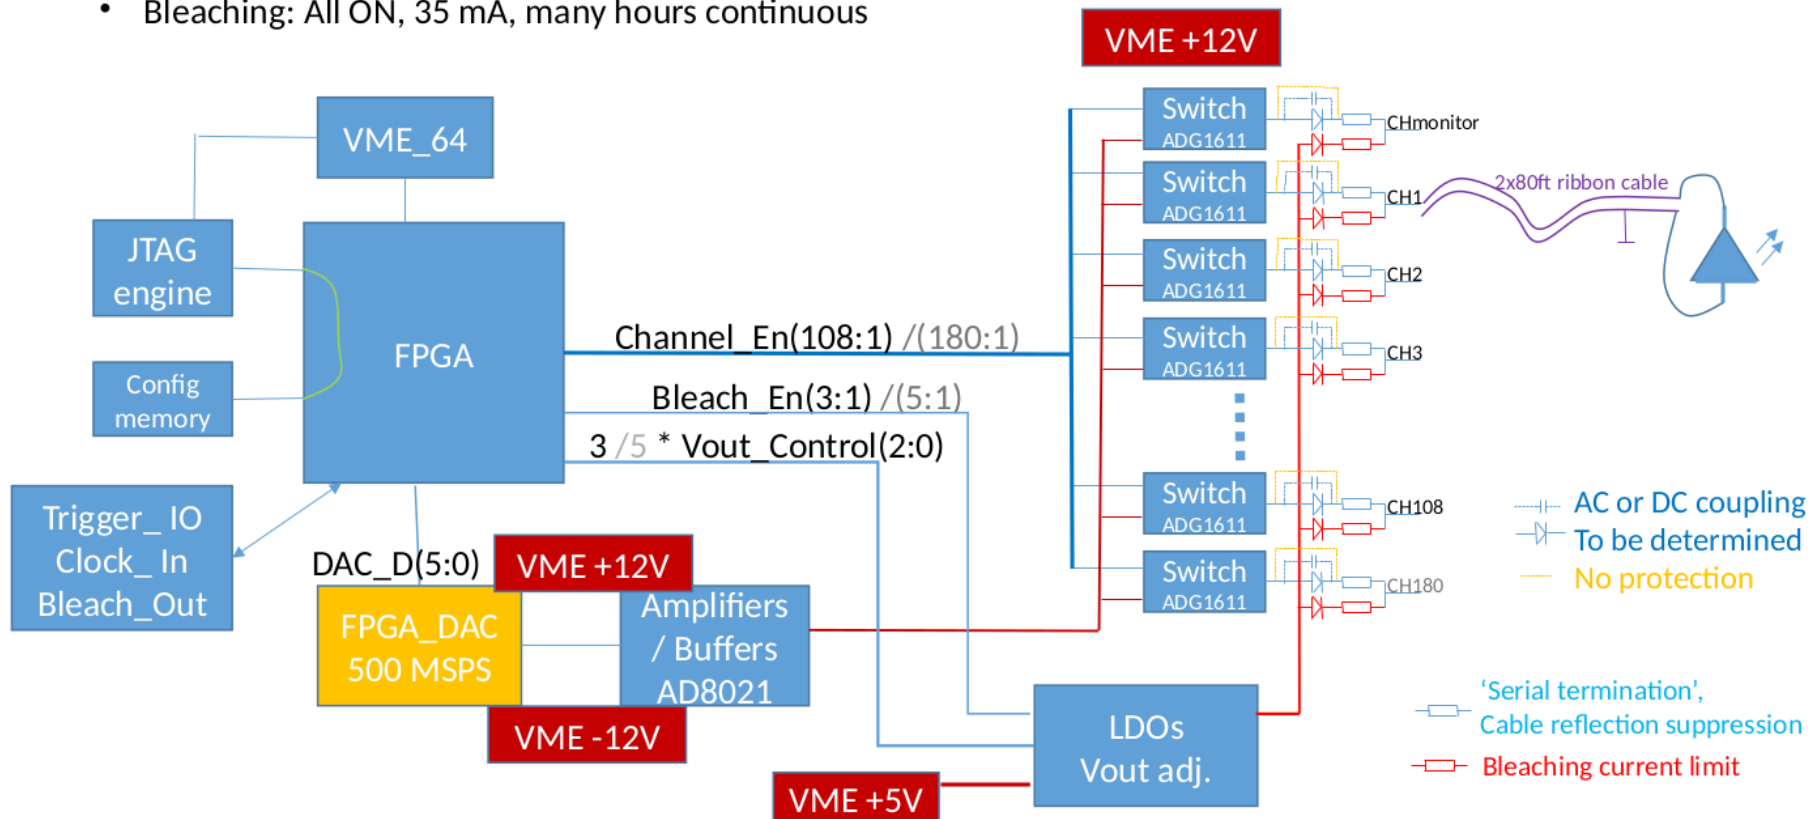 • Bleaching: All ON, 35 mA, many hours continuous
VME +12V
VME_64
Switch
ADG1611
CHmonitor
Switch
ADG1611
CH1
2x80ft ribbon cable
JTAG
engine
Switch
ADG1611
CH2
FPGA
Channel_En(108:1) /(180:1)
Switch
ADG1611
CH3
Config
memory
Bleach_En(3:1) /(5:1)
3 /5 * Vout_Control(2:0)
Switch
ADG1611
CH108
AC or DC coupling
To be determined
No protection
Trigger_ IO
Clock_ In
Bleach_Out
DAC_D(5:0)
VME +12V
Switch
ADG1611
CH180
FPGA_DAC
500 MSPS
Amplifiers
/ Buffers
AD8021
VME -12V
LDOs
Vout adj.
VME +5V
‘Serial termination’,
Cable reflection suppression
Bleaching current limit